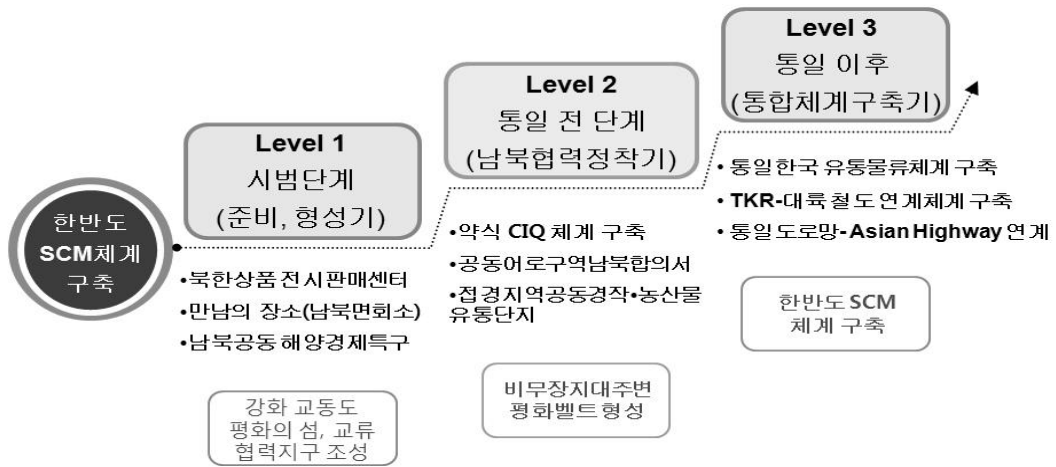 한반도
SCM체계
구축
Level 1
시범단계
(준비, 형성기)
•북한상품전시판매센터
•만남의 장소(남북면회소)
•남북공동해양경제특구
강화 교동도
평화의 섬, 교류
협력지구 조성
Level 2
통일 전 단계
(남북협력정착기)
•약식 CIQ 체계 구축
•공동어로구역남북합의서
•접경지역공동경작•농산물
유통단지
비무장지대주변
평화벨트형성
Level 3
통일 이후
(통합체계구축기)
• 통일한국 유통물류체계 구축
• TKR-대륙철도 연계체계 구축
• 통일도로망-Asian Highway 연계
한반도 SCM
체계 구축